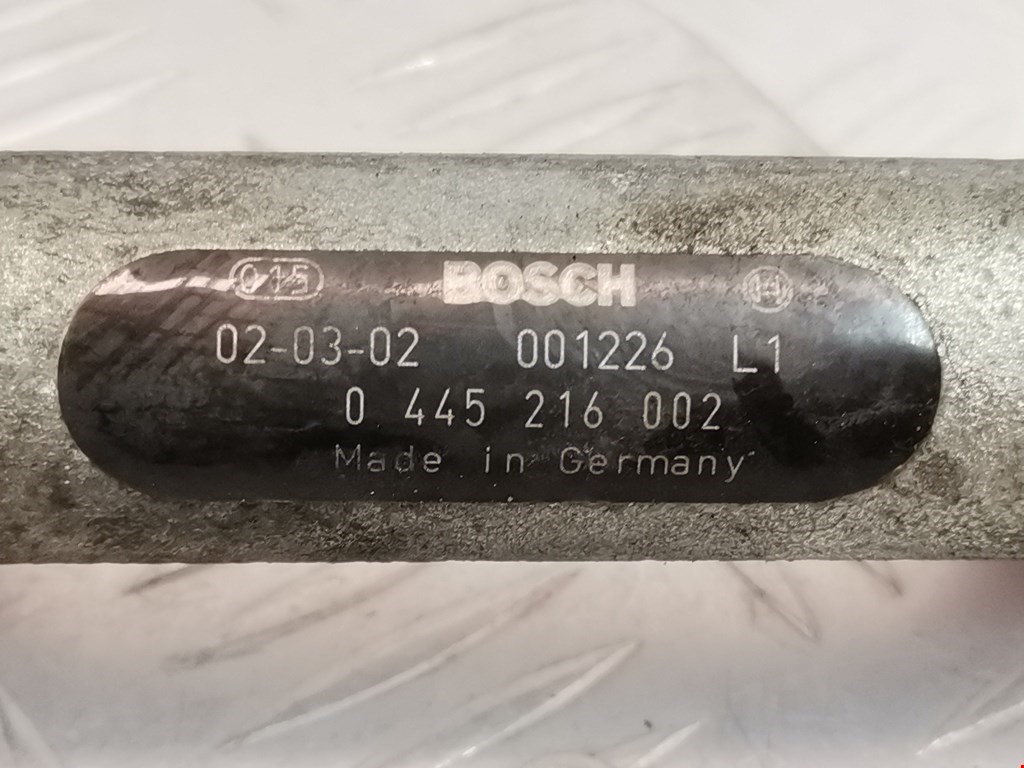 015 BOSCH H
02-03-02 001226 L1
0 445 216 002
Made in Germany